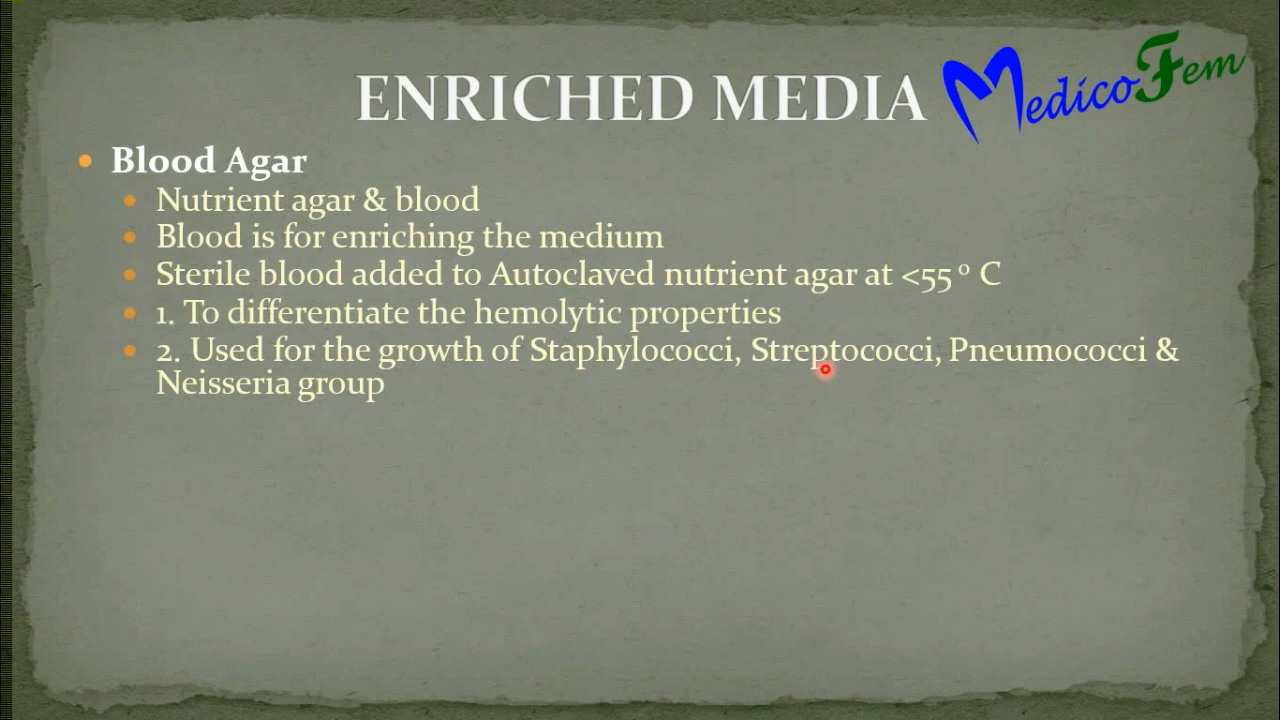 ENRICHED MEDIA
MedicoFem
Blood Agar
Nutrient agar & blood
Blood is for enriching the medium
Sterile blood added to Autoclaved nutrient agar at <55° C
1. To differentiate the hemolytic properties
2. Used for the growth of Staphylococci, Streptococci, Pneumococci &
Neisseria group